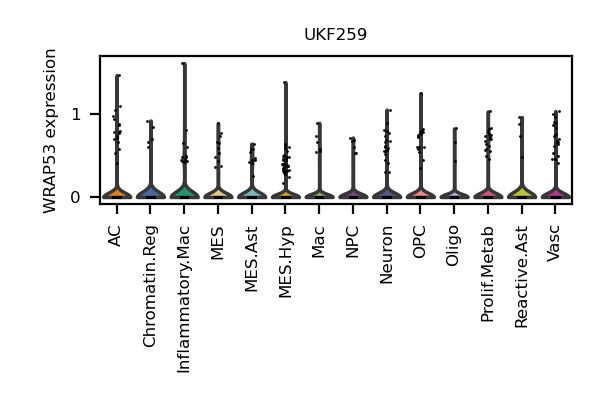 UKF259
WRAP53 expression
1
0
AC
Chromatin.Reg
Inflammatory.Mac
MES
MES.Ast
MES.Hyp
Mac
NPC
Neuron
OPC
Oligo
Prolif.Metab
Reactive.Ast
Vasc